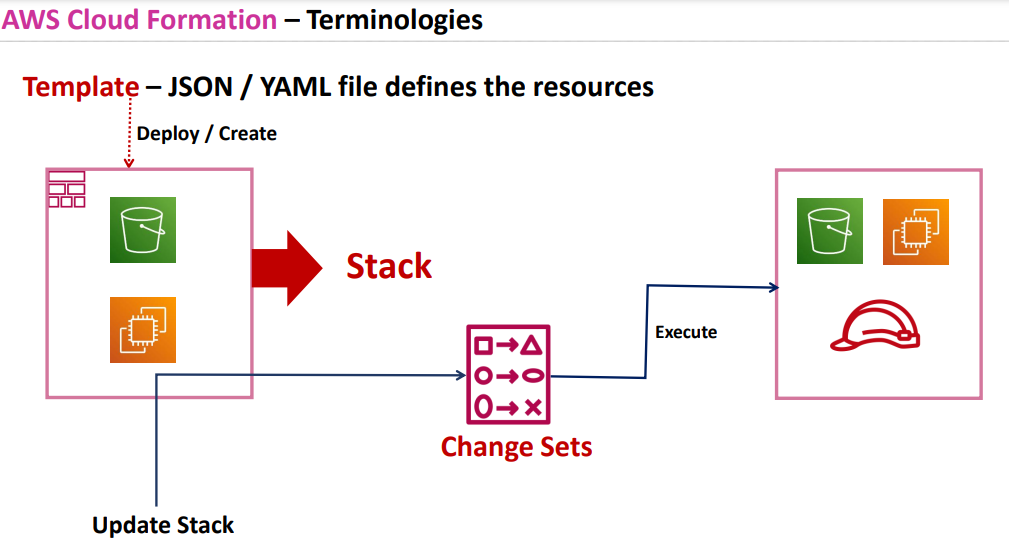 AWS Cloud Formation – Terminologies
Template – JSON / YAML file defines the resources
Deploy / Create
Stack
Execute
Change Sets
Update Stack